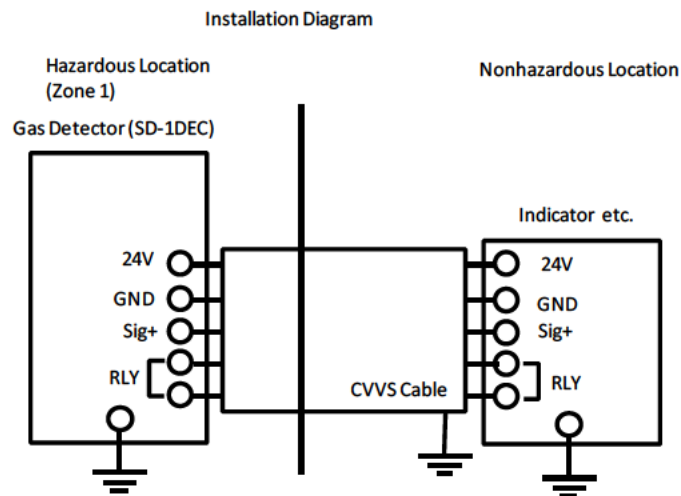 Installation Diagram
Hazardous Location
(Zone 1)
Nonhazardous Location
Gas Detector (SD-1DEC)
Indicator etc.
24V
GND
Sig+
RLY
CVVS Cable
24V
GND
Sig+
RLY